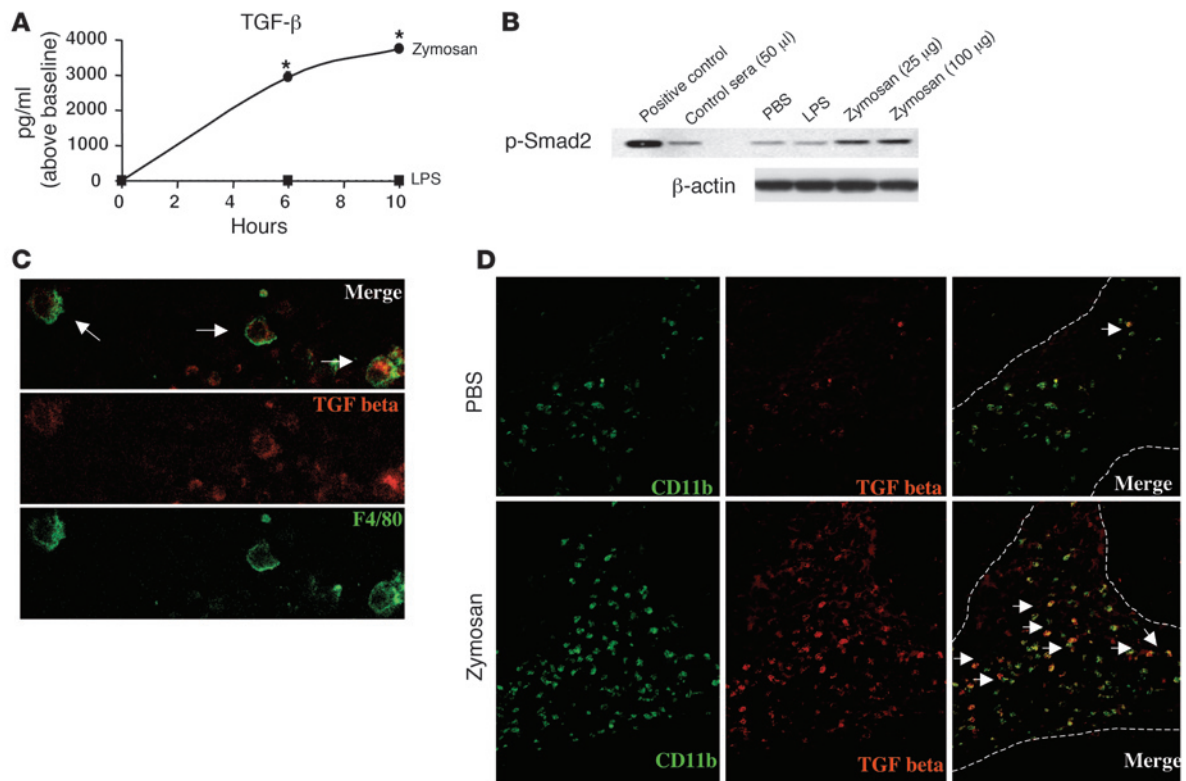 A
TGF-β
pg/ml
(above baseline)
4000
3000
2000
1000
0
*
*
Zymosan
LPS
0
2
4
6
8
10
Hours
B
Positive control
Control sera (50 µl)
PBS
LPS
Zymosan (25 µg)
Zymosan (100 µg)
p-Smad2
β-actin
C
Merge
TGF beta
F4/80
D
PBS
CD11b
TGF beta
Merge
Zymosan
CD11b
TGF beta
Merge